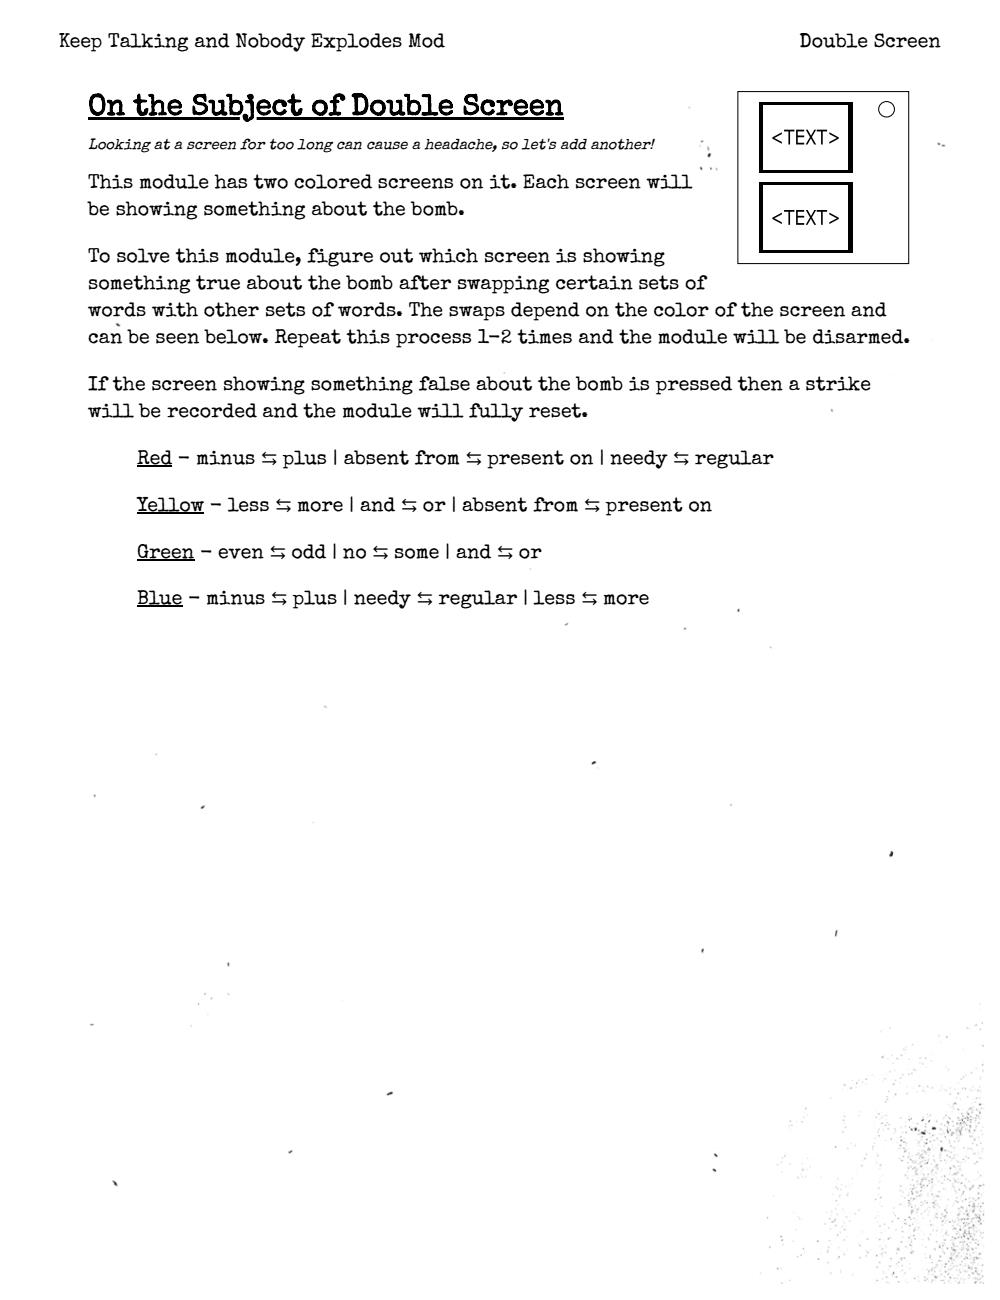 Keep Talking and Nobody Explodes Mod
Double Screen
On the Subject of Double Screen
Looking at a screen for too long can cause a headache, so let's add another!
<TEXT>
<TEXT>
This module has two colored screens on it. Each screen will
be showing something about the bomb.
To solve this module, figure out which screen is showing
something true about the bomb after swapping certain sets of
words with other sets of words. The swaps depend on the color of the screen and
can be seen below. Repeat this process 1-2 times and the module will be disarmed.
If the screen showing something false about the bomb is pressed then a strike
will be recorded and the module will fully reset.
Red - minus ⇆ plus | absent from ⇆ present on | needy ⇆ regular
Yellow - less ⇆ more | and ⇆ or | absent from ⇆ present on
Green - even ⇆ odd | no ⇆ some | and ⇆ or
Blue - minus ⇆ plus | needy ⇆ regular | less ⇆ more